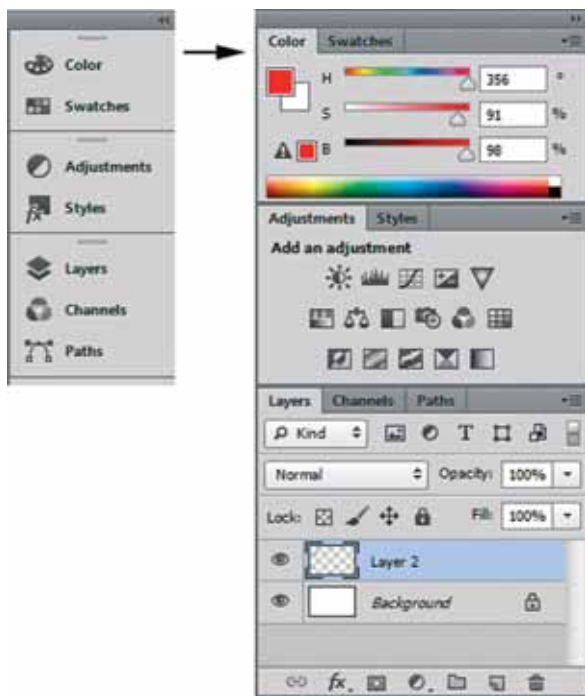 Color
Swatches
Adjustments
Styles
Layers
Channels
Paths
Color Swatches
H 356 °
S 91 %
B 98 %
Adjustments Styles
Add an adjustment
Layers Channels Paths
Kind T
Normal Opacity: 100%
Lock: Fill: 100%
Layer 2
Background
fx